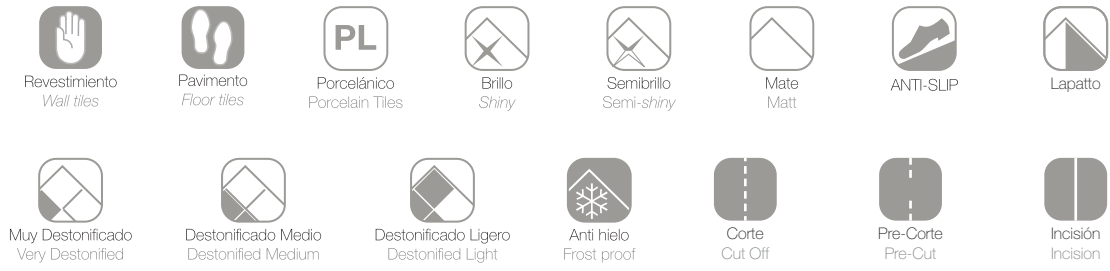 PL
Revestimiento
Wall tiles
Pavimento
Floor tiles
Porcelánico
Porcelain Tiles
Brillo
Shiny
Semibrillo
Semi-shiny
Mate
Matt
ANTI-SLIP
Lapatto
Muy Destonificado
Very Destonified
Destonificado Medio
Destonified Medium
Destonificado Ligero
Destonified Light
Anti hielo
Frost proof
Corte
Cut Off
Pre-Corte
Pre-Cut
Incisión
Incision